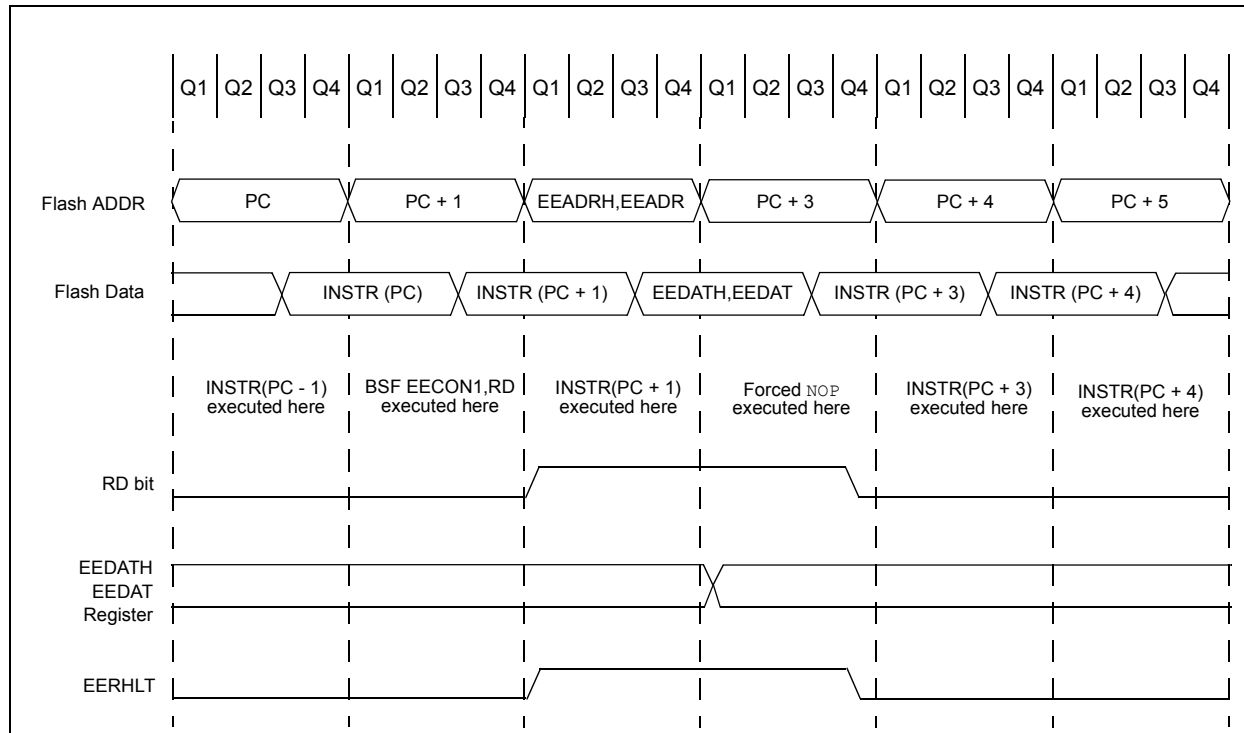 Q1 Q2 Q3 Q4 Q1 Q2 Q3 Q4 Q1 Q2 Q3 Q4 Q1 Q2 Q3 Q4 Q1 Q2 Q3 Q4 Q1 Q2 Q3 Q4
Flash ADDR PC PC + 1 EEADRH,EEADR PC + 3 PC + 4 PC + 5
Flash Data INSTR (PC) INSTR (PC + 1) EEDATH,EEDAT INSTR (PC + 3) INSTR (PC + 4)
INSTR(PC - 1) BSF EECON1,RD INSTR(PC + 1) Forced NOP INSTR(PC + 3) INSTR(PC + 4)
executed here executed here executed here executed here executed here executed here
RD bit
EEDATH
EEDAT
Register
EERHLT